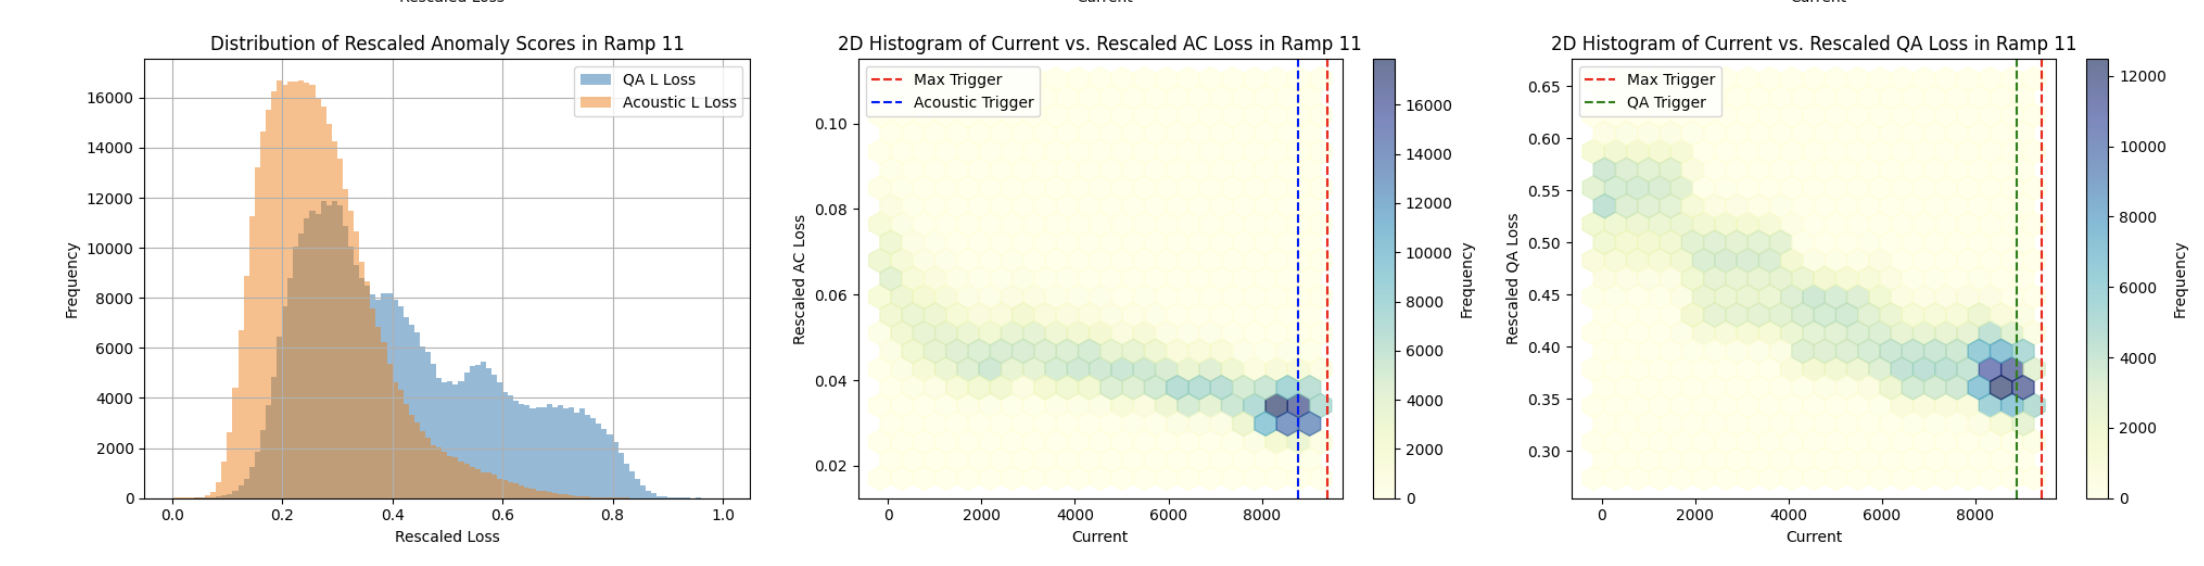 Rescaled Loss
Current
Current
Distribution of Rescaled Anomaly Scores in Ramp 11
QA L Loss
Acoustic L Loss
Frequency
16000
14000
12000
10000
8000
6000
4000
2000
0
0.0 0.2 0.4 0.6 0.8 1.0
Rescaled Loss
2D Histogram of Current vs. Rescaled AC Loss in Ramp 11
Max Trigger
Acoustic Trigger
Rescaled AC Loss
0.10
0.08
0.06
0.04
0.02
0 2000 4000 6000 8000
Current
16000
14000
12000
10000
8000
6000
4000
2000
0
Frequency
2D Histogram of Current vs. Rescaled QA Loss in Ramp 11
Max Trigger
QA Trigger
Rescaled QA Loss
0.65
0.60
0.55
0.50
0.45
0.40
0.35
0.30
0 2000 4000 6000 8000
Current
12000
10000
8000
6000
4000
2000
0
Frequency